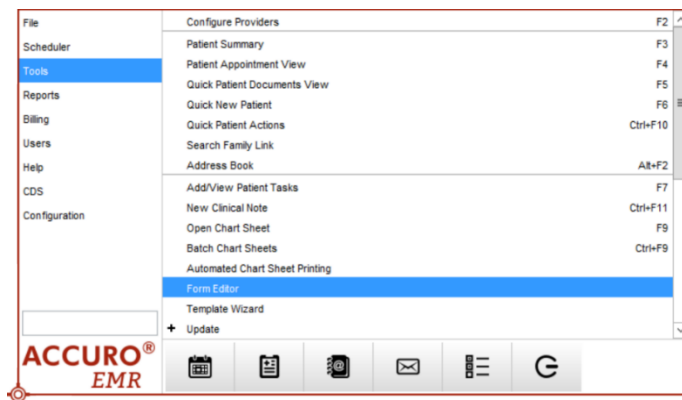 File
Scheduler
Tools
Reports
Billing
Users
Help
CDS
Configuration
Configure Providers F2
Patient Summary F3
Patient Appointment View F4
Quick Patient Documents View F5
Quick New Patient F6
Quick Patient Actions Ctrl+F10
Search Family Link
Address Book Alt+F2
Add/View Patient Tasks F7
New Clinical Note Ctrl+F11
Open Chart Sheet F9
Batch Chart Sheets Ctrl+F9
Automated Chart Sheet Printing
Form Editor
Template Wizard
+ Update
ACCURO®
EMR